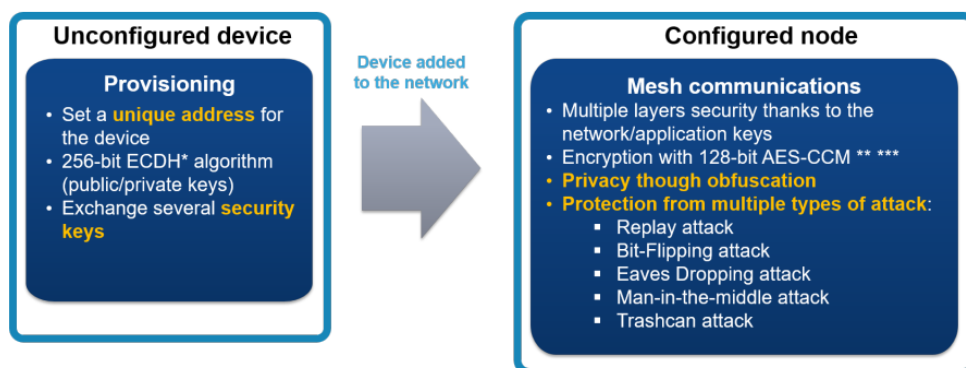 Unconfigured device
Provisioning
• Set a unique address for
the device
• 256-bit ECDH* algorithm
(public/private keys)
• Exchange several security
keys
Device added
to the network
Configured node
Mesh communications
• Multiple layers security thanks to the
network/application keys
• Encryption with 128-bit AES-CCM ** ***
• Privacy though obfuscation
• Protection from multiple types of attack:
▪ Replay attack
▪ Bit-Flipping attack
▪ Eaves Dropping attack
▪ Man-in-the-middle attack
▪ Trashcan attack